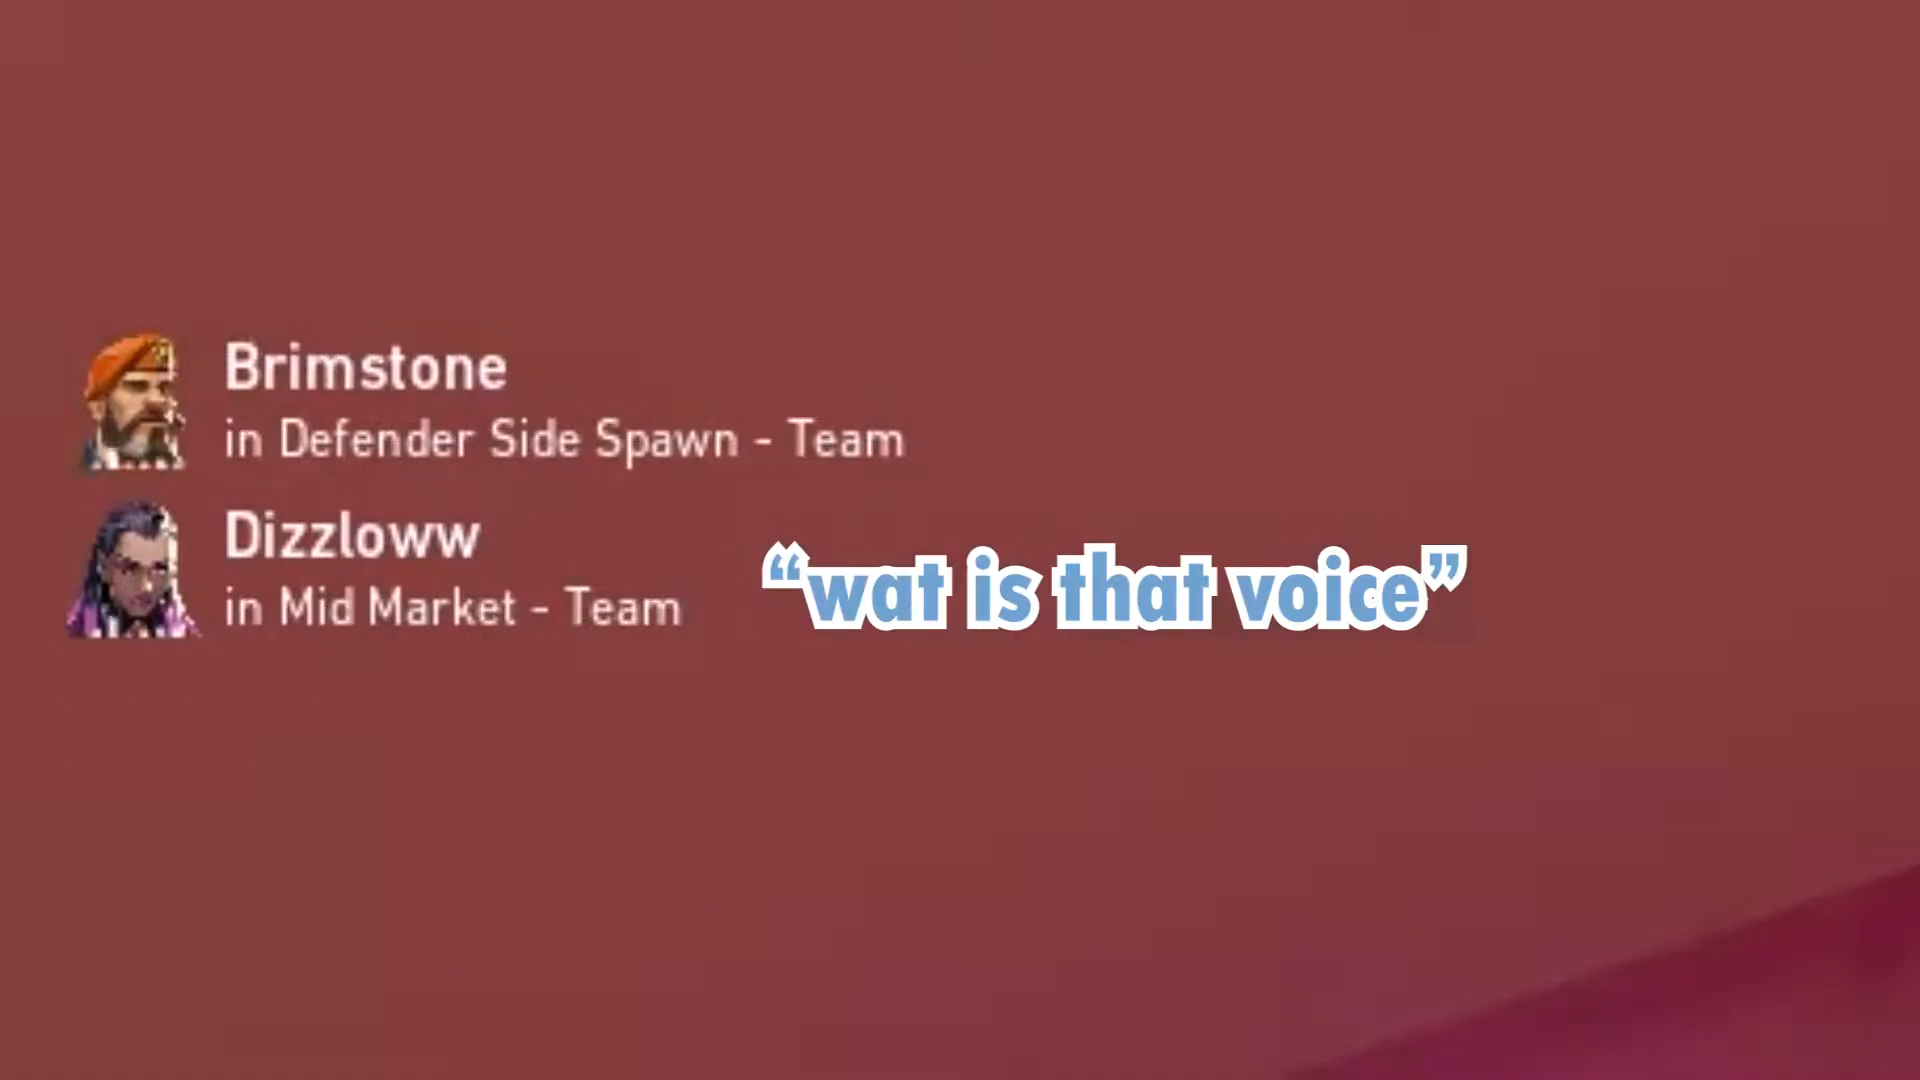 Brimstone
in Defender Side Spawn - Team
Dizzloww
in Mid Market - Team
“wat is that voice”